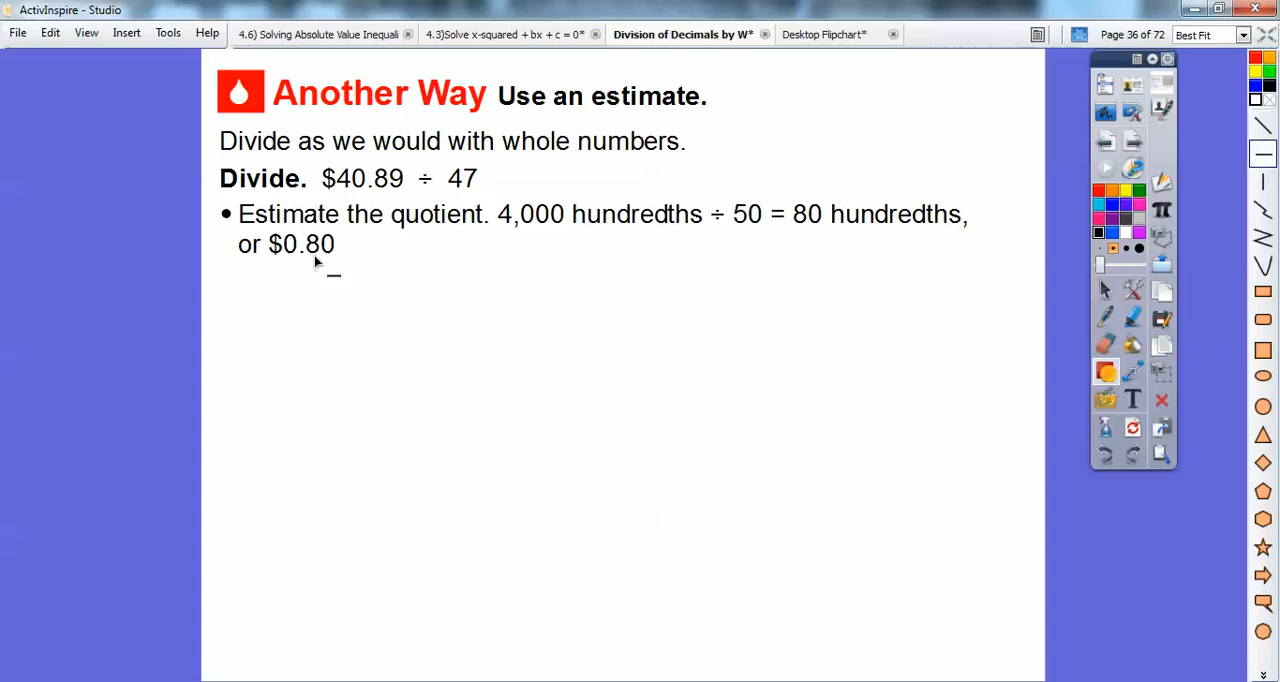 ActivInspire - Studio
File Edit View Insert Tools Help
4.6) Solving Absolute Value Inequali
4.3)Solve x-squared + bx + c = 0*
Division of Decimals by W*
Desktop Flipchart*
Page 36 of 72
Best Fit
Another Way Use an estimate.
Divide as we would with whole numbers.
Divide. $40.89 ÷ 47
• Estimate the quotient. 4,000 hundredths ÷ 50 = 80 hundredths,
or $0.80